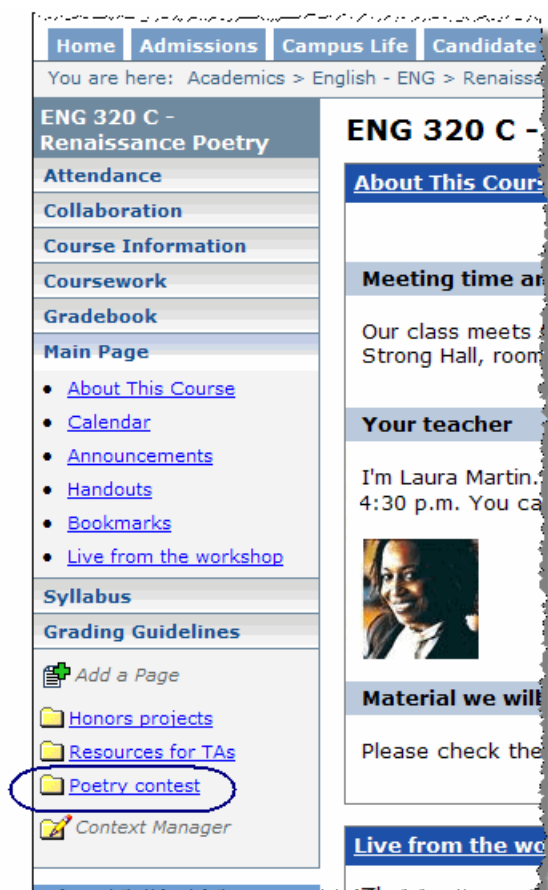 Home Admissions Campus Life Candidate
You are here: Academics > English - ENG > Renaissa
ENG 320 C -
Renaissance Poetry
Attendance
Collaboration
Course Information
Coursework
Gradebook
Main Page
• About This Course
• Calendar
• Announcements
• Handouts
• Bookmarks
• Live from the workshop
Syllabus
Grading Guidelines
Add a Page
Honors projects
Resources for TAs
Poetry contest
Context Manager
ENG 320 C -
About This Cours
Meeting time an
Our class meets
Strong Hall, room
Your teacher
I'm Laura Martin.
4:30 p.m. You ca
Material we will
Please check the
Live from the wo